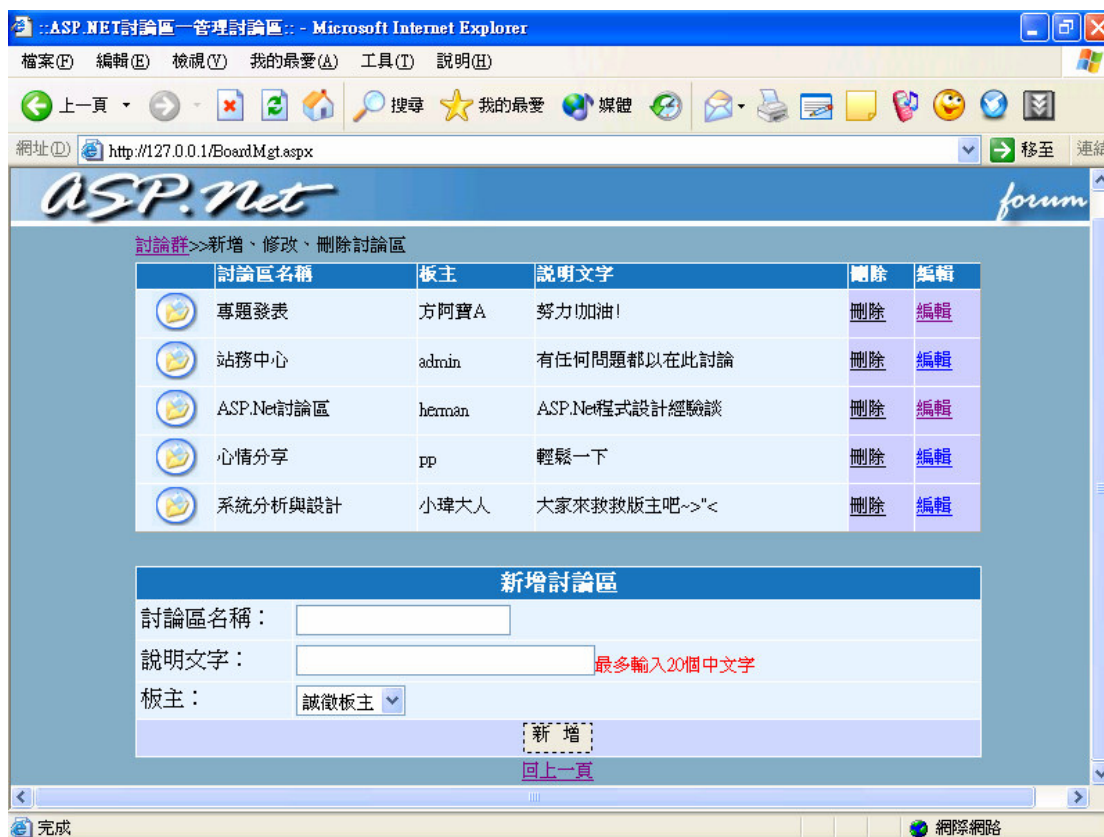 ::ASP.NET討論區—管理討論區:: - Microsoft Internet Explorer
檔案(F) 編輯(E) 檢視(V) 我的最愛(A) 工具(T) 說明(H)
上一頁 搜尋 我的最愛 媒體
網址(D) http://127.0.0.1/BoardMgt.aspx 移至 連結
ASP.Net forum
討論群>>新增、修改、刪除討論區
討論區名稱 板主 說明文字 刪除 編輯
專題發表 方阿寶A 努力!加油! 刪除 編輯
站務中心 admin 有任何問題都以在此討論 刪除 編輯
ASP.Net討論區 herman ASP.Net程式設計經驗談 刪除 編輯
心情分享 pp 輕鬆一下 刪除 編輯
系統分析與設計 小瑋大人 大家來救救版主吧~>"< 刪除 編輯
新增討論區
討論區名稱：
說明文字： 最多輸入20個中文字
板主： 誠徵板主
新 增
回上一頁
完成 網際網路